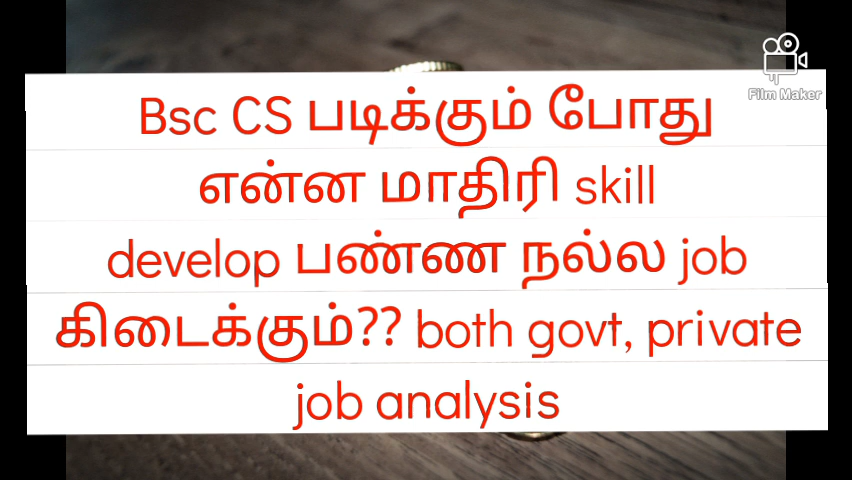 Film Maker
Bsc CS படிக்கும் போது
என்ன மாதிரி skill
develop பண்ண நல்ல job
கிடைக்கும்?? both govt, private
job analysis